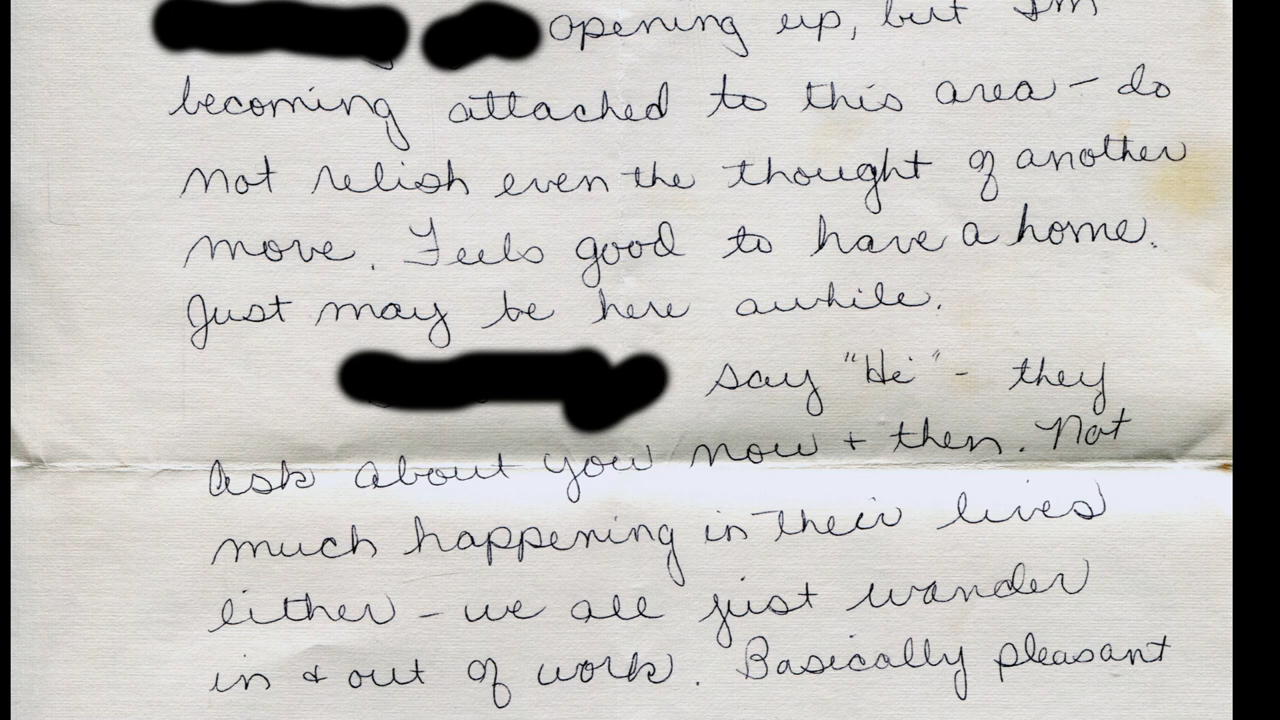 opening up, but I'm
becoming attached to this area - do
not relish even the thought of another
move. Feels good to have a home.
Just may be here awhile.
say "Hi" - they
ask about you now + then. Not
much happening in their lives
either - we all just wander
in & out of work. Basically pleasant